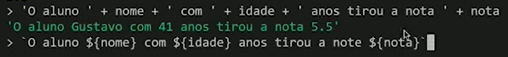 > 'O aluno ' + nome + ' com ' + idade + ' anos tirou a nota ' + nota
'O aluno Gustavo com 41 anos tirou a nota 5.5'
> `O aluno ${nome} com ${idade} anos tirou a note ${nota}`